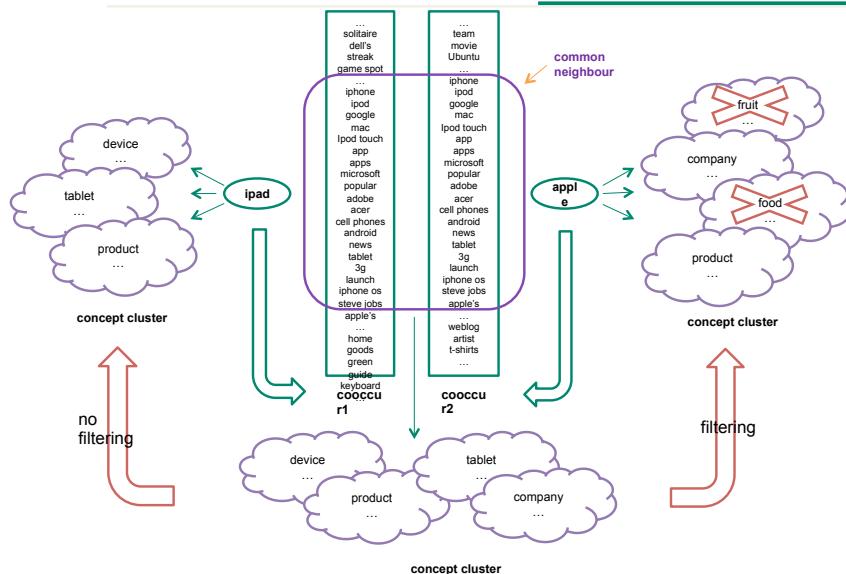 …
solitaire
dell's
streak
game spot
…
iphone
ipod
google
mac
Ipod touch
app
apps
microsoft
popular
adobe
acer
cell phones
android
news
tablet
3g
launch
iphone os
steve jobs
apple's
…
home
goods
green
guide
keyboard
…
cooccu
r1
…
team
movie
Ubuntu
…
iphone
ipod
google
mac
Ipod touch
app
apps
microsoft
popular
adobe
acer
cell phones
android
news
tablet
3g
launch
iphone os
steve jobs
apple's
…
weblog
artist
t-shirts
…
cooccu
r2
common
neighbour
device
…
tablet
…
product
…
concept cluster
ipad
appl
e
fruit
…
company
…
food
…
product
…
concept cluster
no
filtering
filtering
device
…
product
…
tablet
…
company
…
concept cluster